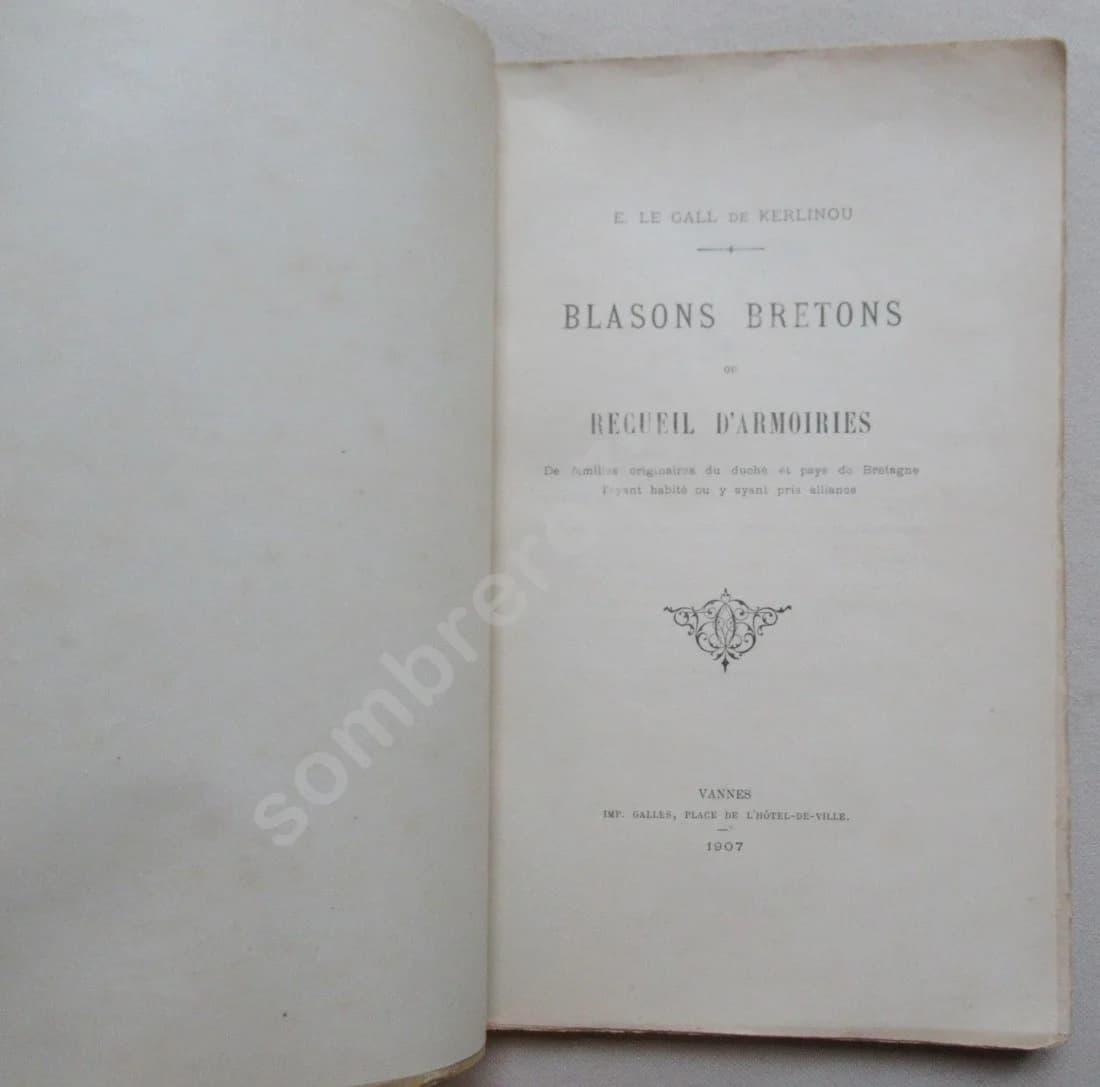 E. LE GALL DE KERLINOU
BLASONS BRETONS
OU
RECUEIL D'ARMOIRIES
De familles originaires du duché et pays de Bretagne
l'ayant habité ou y ayant pris alliance
VANNES
IMP. GALLES, PLACE DE L'HÔTEL-DE-VILLE.
1907